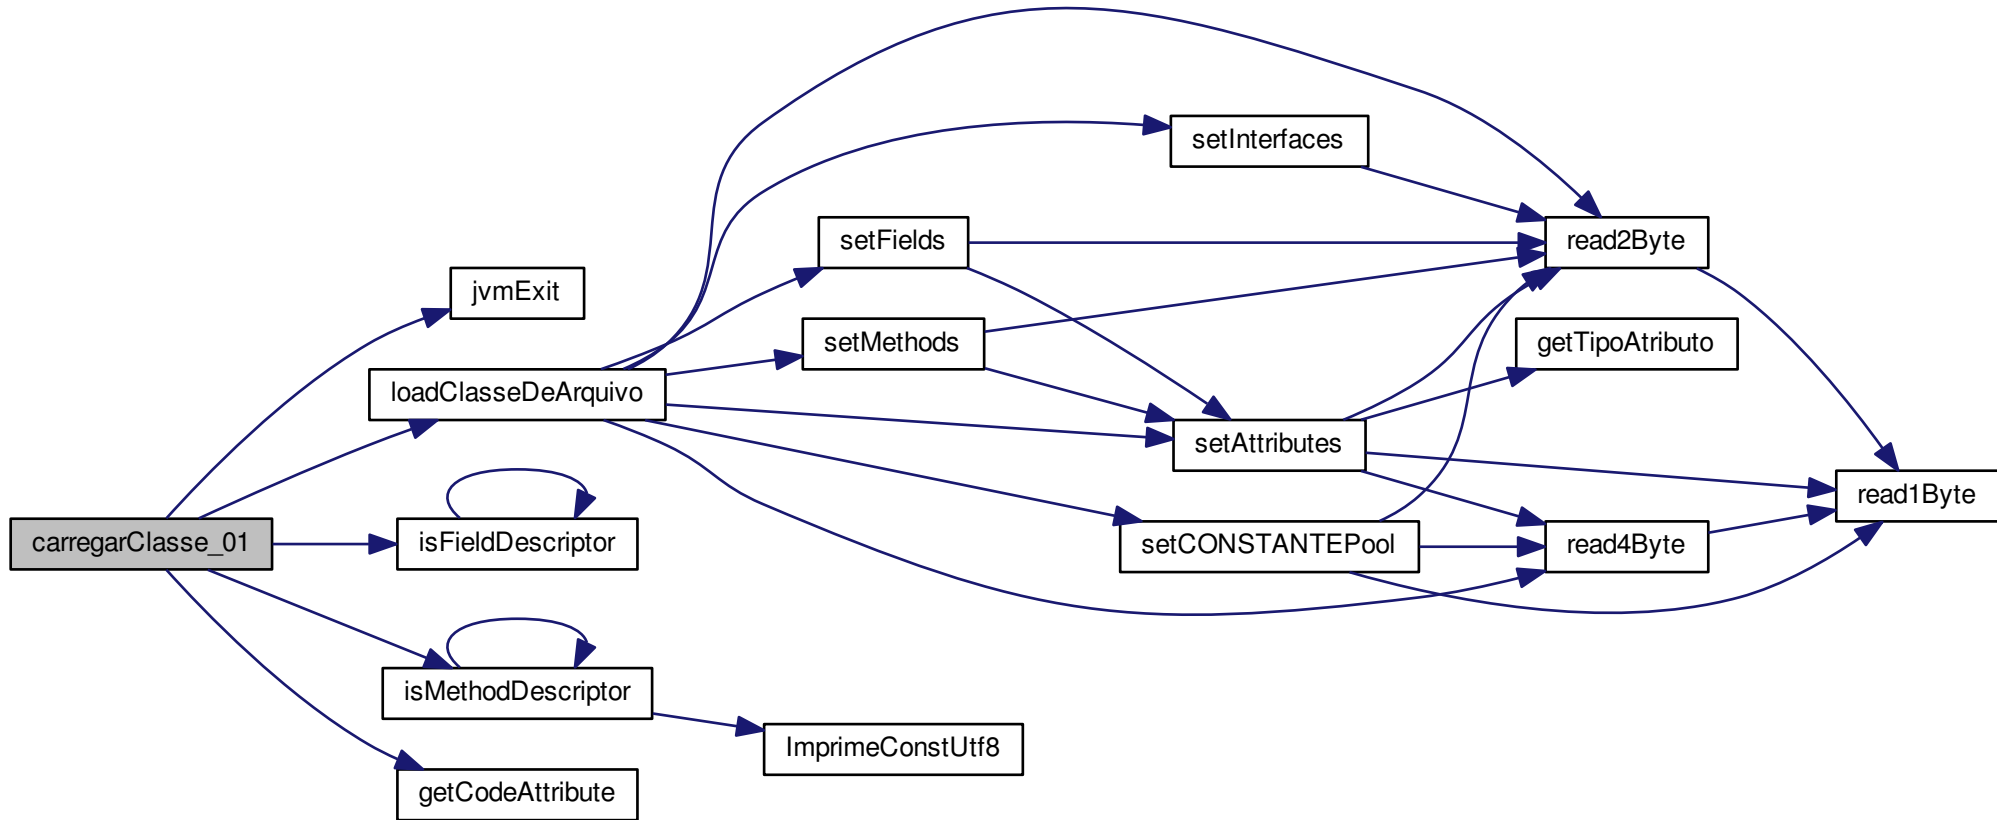 setInterfaces
setFields
read2Byte
jvmExit
setMethods
getTipoAtributo
loadClasseDeArquivo
setAttributes
read1Byte
carregarClasse_01
isFieldDescriptor
setCONSTANTEPool
read4Byte
isMethodDescriptor
ImprimeConstUtf8
getCodeAttribute